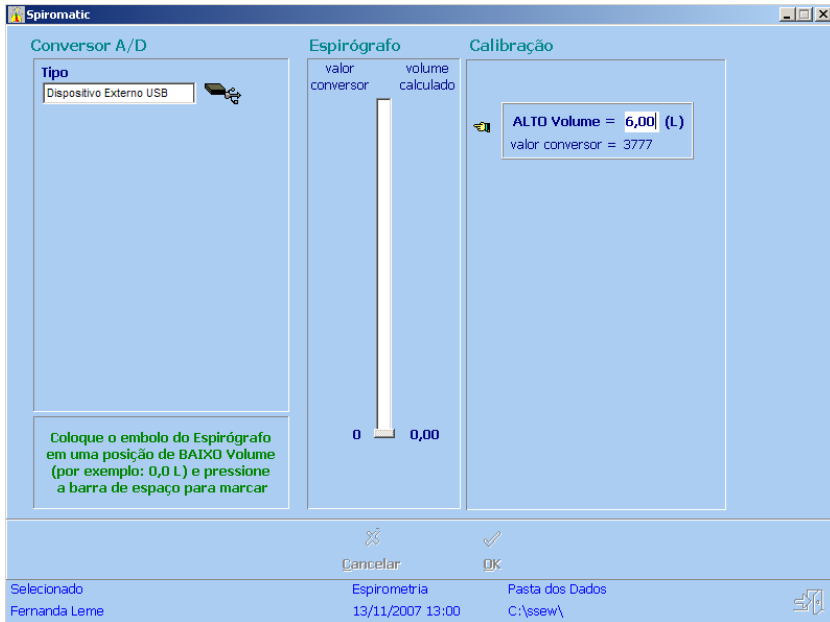 Spiromatic
Conversor A/D
Tipo
Dispositivo Externo USB
Coloque o embolo do Espirógrafo
em uma posição de BAIXO Volume
(por exemplo: 0,0 L) e pressione
a barra de espaço para marcar
Espirógrafo
valor conversor
volume calculado
0
0,00
Calibração
ALTO Volume = 6,00 (L)
valor conversor = 3777
Cancelar
OK
Selecionado
Fernanda Leme
Espirometria
13/11/2007 13:00
Pasta dos Dados
C:\ssew\